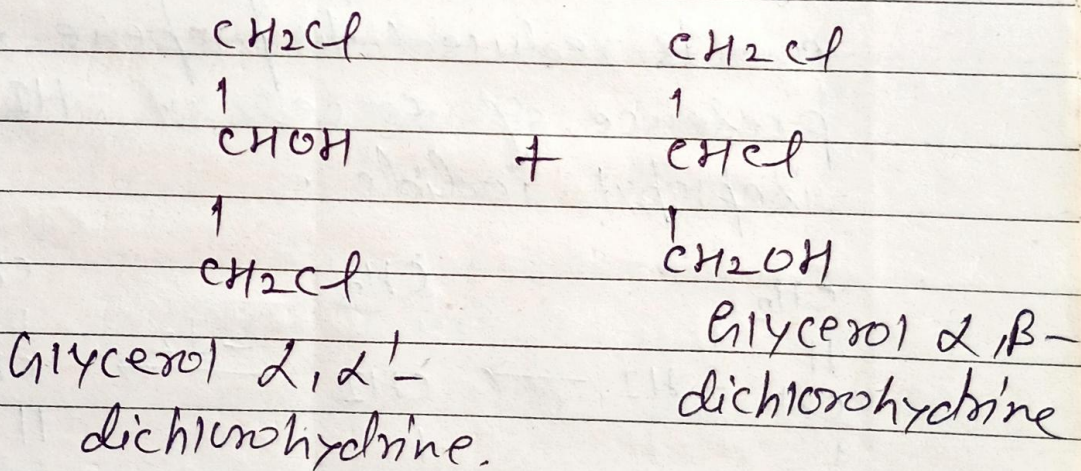 CH2Cl CH2Cl
CHOH + CHCl
CH2Cl CH2OH
Glycerol α, α'- Glycerol α, β-
dichlorohydrine. dichlorohydrine